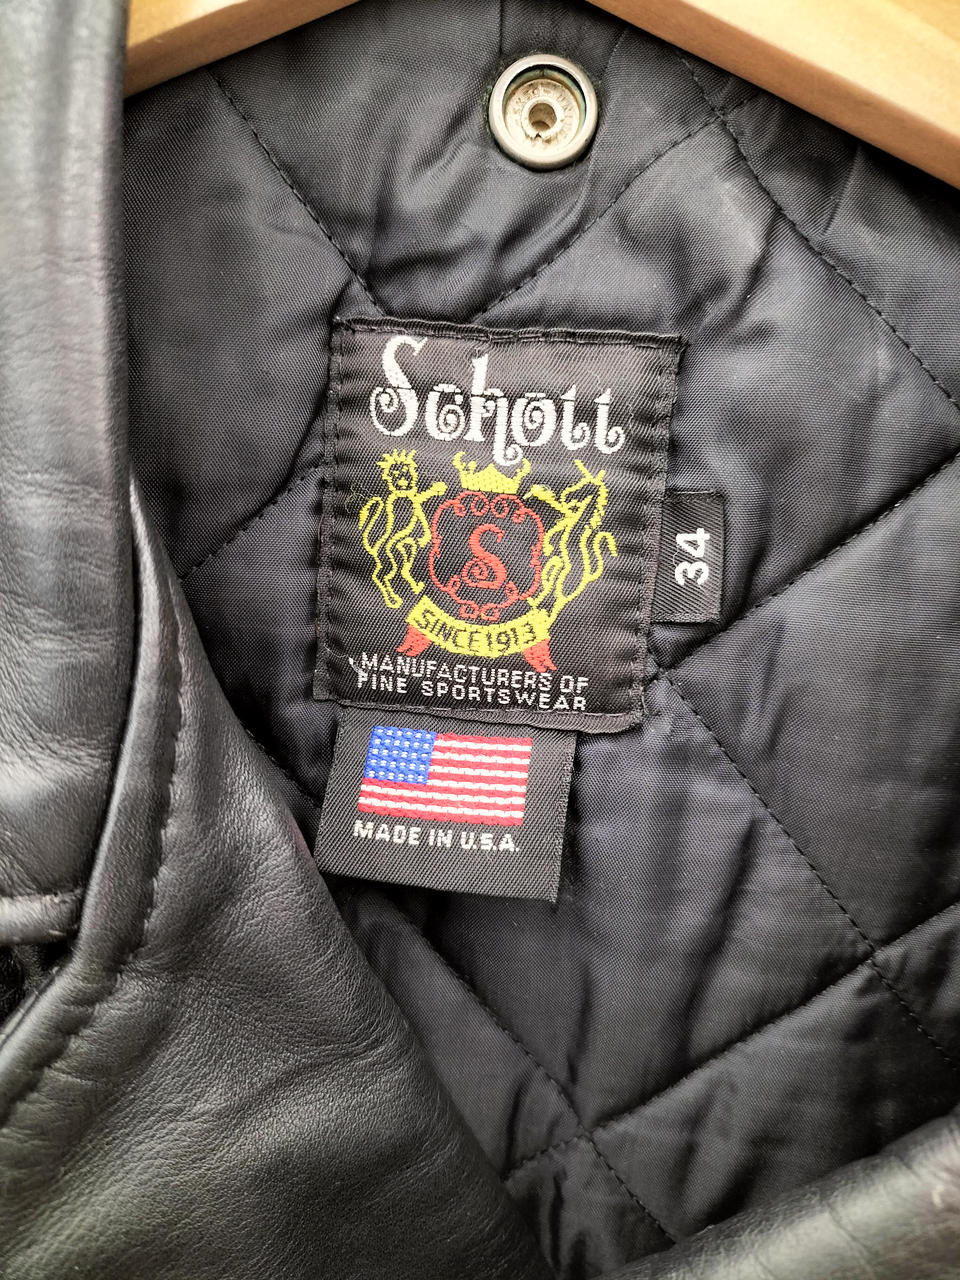 Schott
S
SINCE 1913
MANUFACTURERS OF
FINE SPORTSWEAR
34
MADE IN U.S.A.